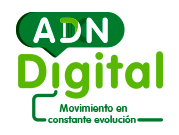 ADN
Digital
Movimiento en
constante evolución